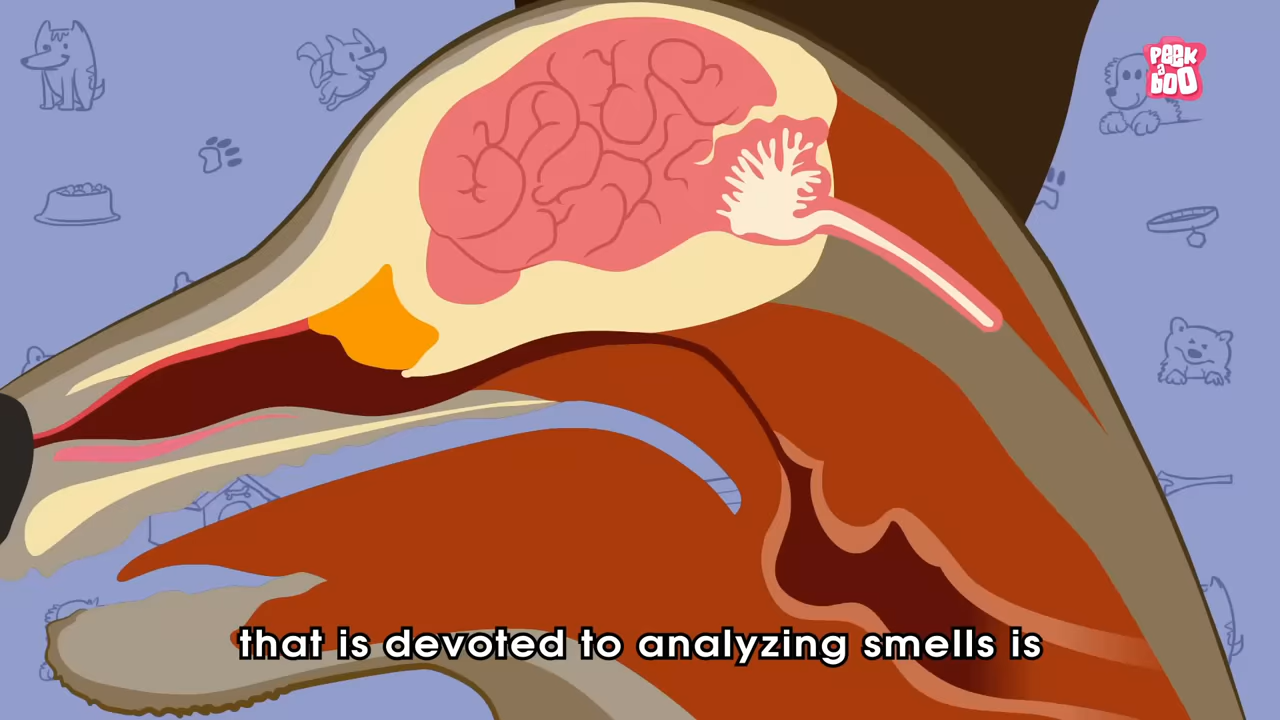 PEEK
a
BOO
that is devoted to analyzing smells is